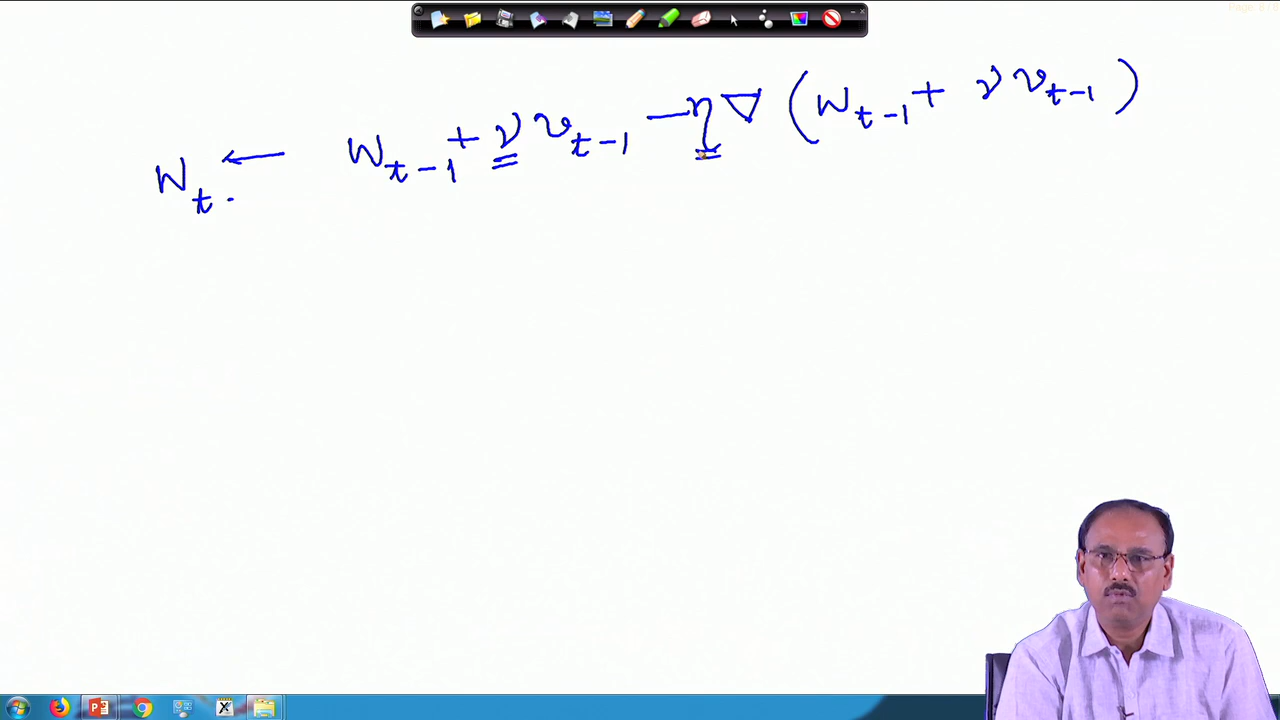 W_t ← W_{t-1} + ν v_{t-1} - η ∇ (W_{t-1} + ν v_{t-1})